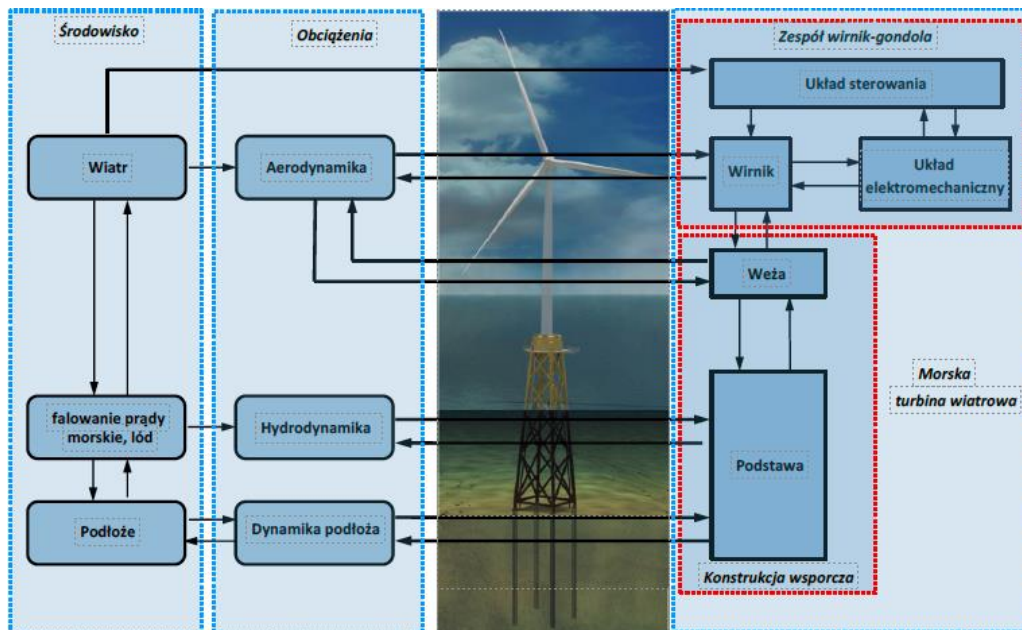 Środowisko
Obciążenia
Zespół wirnik-gondola
Układ sterowania
Wiatr
Aerodynamika
Wirnik
Układ
elektromechaniczny
Weża
Morska
turbina wiatrowa
falowanie prądy
morskie, lód
Hydrodynamika
Podstawa
Podłoże
Dynamika podłoża
Konstrukcja wsporcza